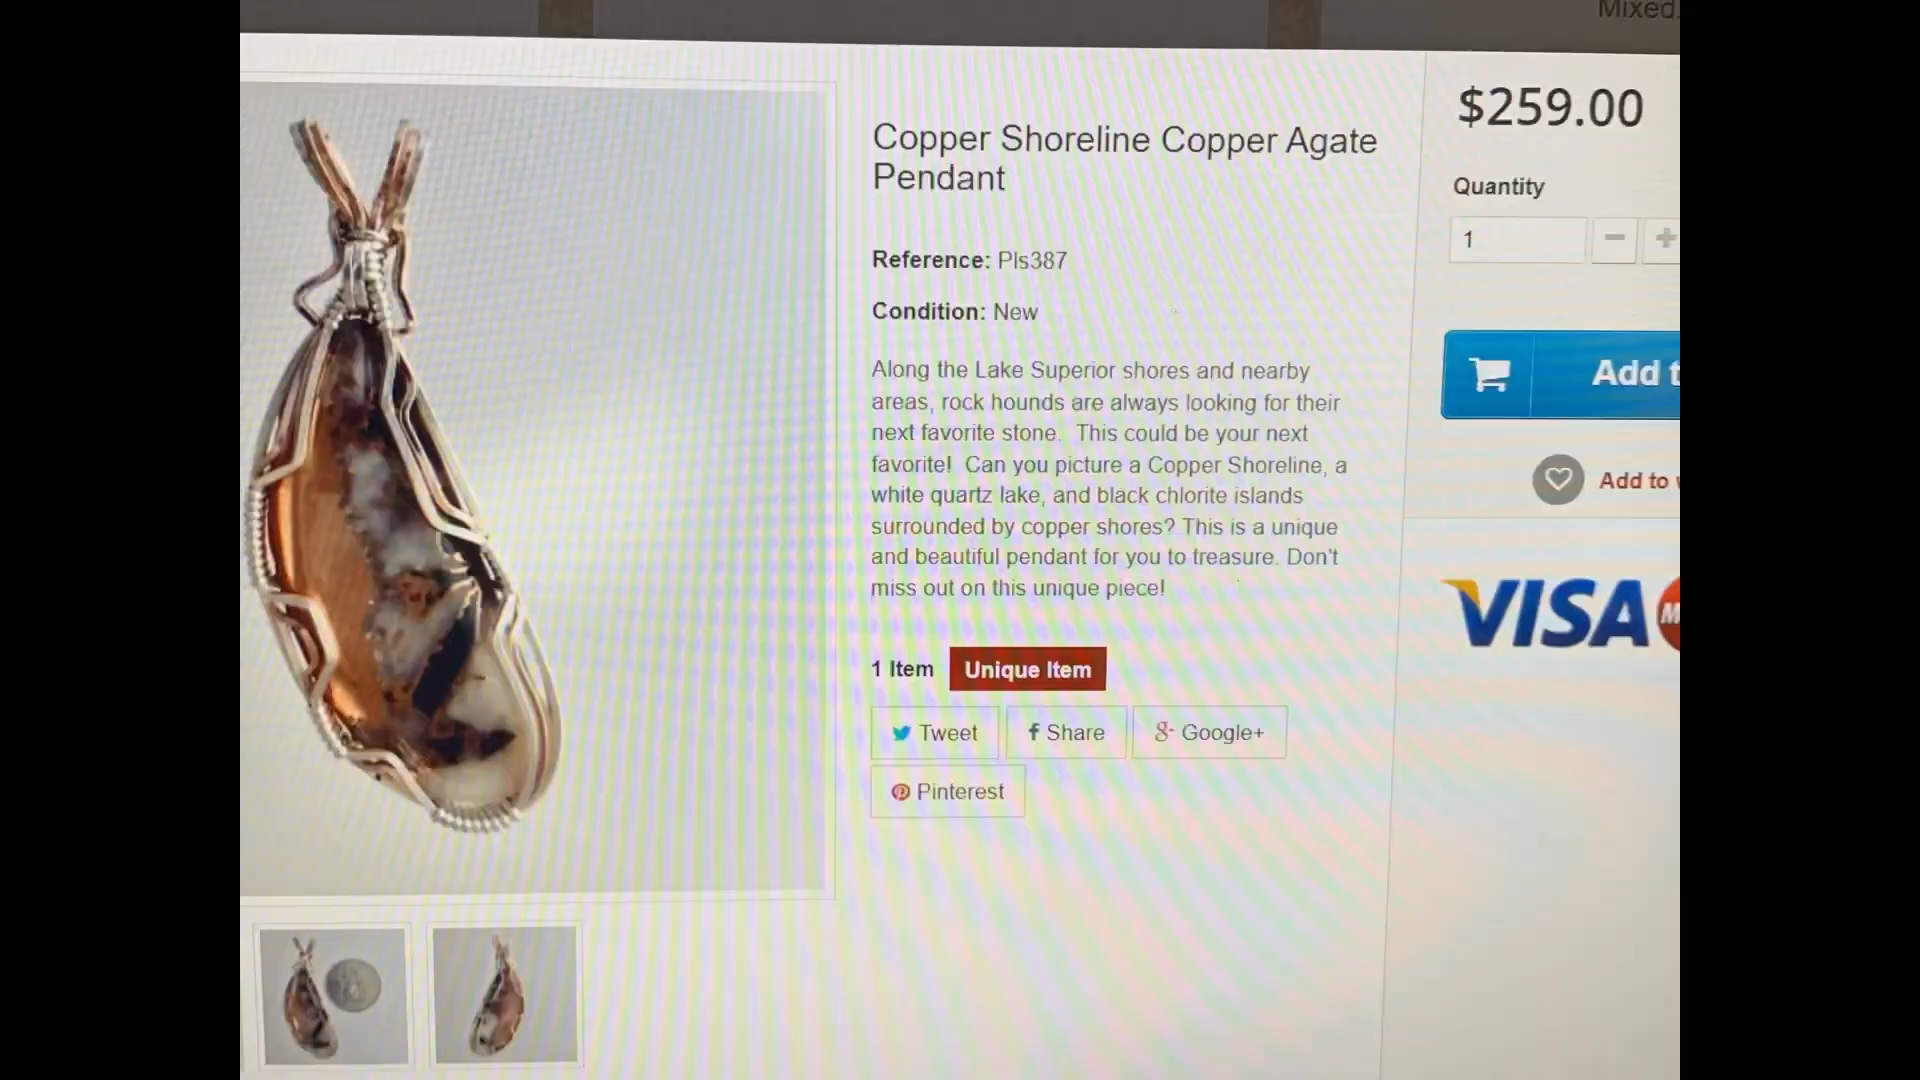 Mixed.
$259.00
Copper Shoreline Copper Agate
Pendant
Quantity
1
Reference: Pls387
Condition: New
Along the Lake Superior shores and nearby
areas, rock hounds are always looking for their
next favorite stone.  This could be your next
favorite!  Can you picture a Copper Shoreline, a
white quartz lake, and black chlorite islands
surrounded by copper shores? This is a unique
and beautiful pendant for you to treasure. Don't
miss out on this unique piece!
Add t
Add to
VISA
M
1 Item Unique Item
Tweet Share Google+
Pinterest